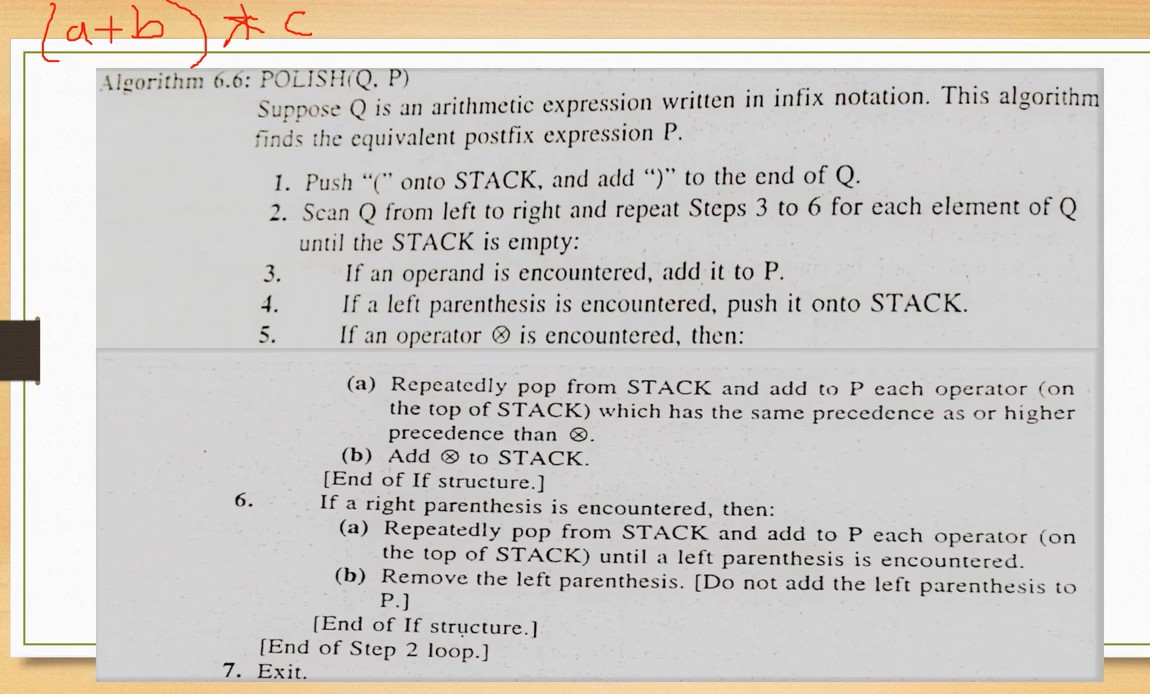 (a+b) * c
Algorithm 6.6: POLISH(Q, P)
Suppose Q is an arithmetic expression written in infix notation. This algorithm
finds the equivalent postfix expression P.
1. Push “(” onto STACK, and add “)” to the end of Q.
2. Scan Q from left to right and repeat Steps 3 to 6 for each element of Q
until the STACK is empty:
3. If an operand is encountered, add it to P.
4. If a left parenthesis is encountered, push it onto STACK.
5. If an operator ⊗ is encountered, then:
(a) Repeatedly pop from STACK and add to P each operator (on
the top of STACK) which has the same precedence as or higher
precedence than ⊗.
(b) Add ⊗ to STACK.
[End of If structure.]
6. If a right parenthesis is encountered, then:
(a) Repeatedly pop from STACK and add to P each operator (on
the top of STACK) until a left parenthesis is encountered.
(b) Remove the left parenthesis. [Do not add the left parenthesis to
P.]
[End of If structure.]
[End of Step 2 loop.]
7. Exit.